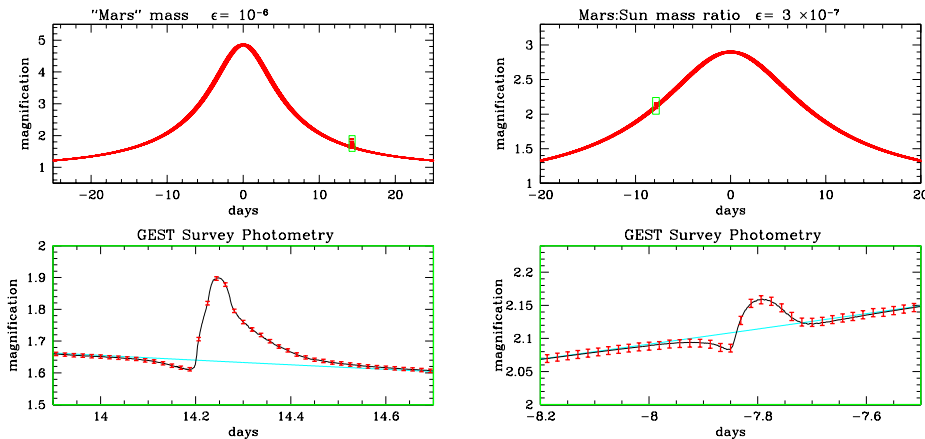 "Mars" mass ϵ= 10⁻⁶
5
4
3
2
1
magnification
−20 −10 0 10 20
days
Mars:Sun mass ratio ϵ= 3 ×10⁻⁷
3
2.5
2
1.5
1
magnification
−20 −10 0 10 20
days
GEST Survey Photometry
2
1.9
1.8
1.7
1.6
1.5
magnification
14 14.2 14.4 14.6
days
GEST Survey Photometry
2.2
2.15
2.1
2.05
2
magnification
−8.2 −8 −7.8 −7.6
days